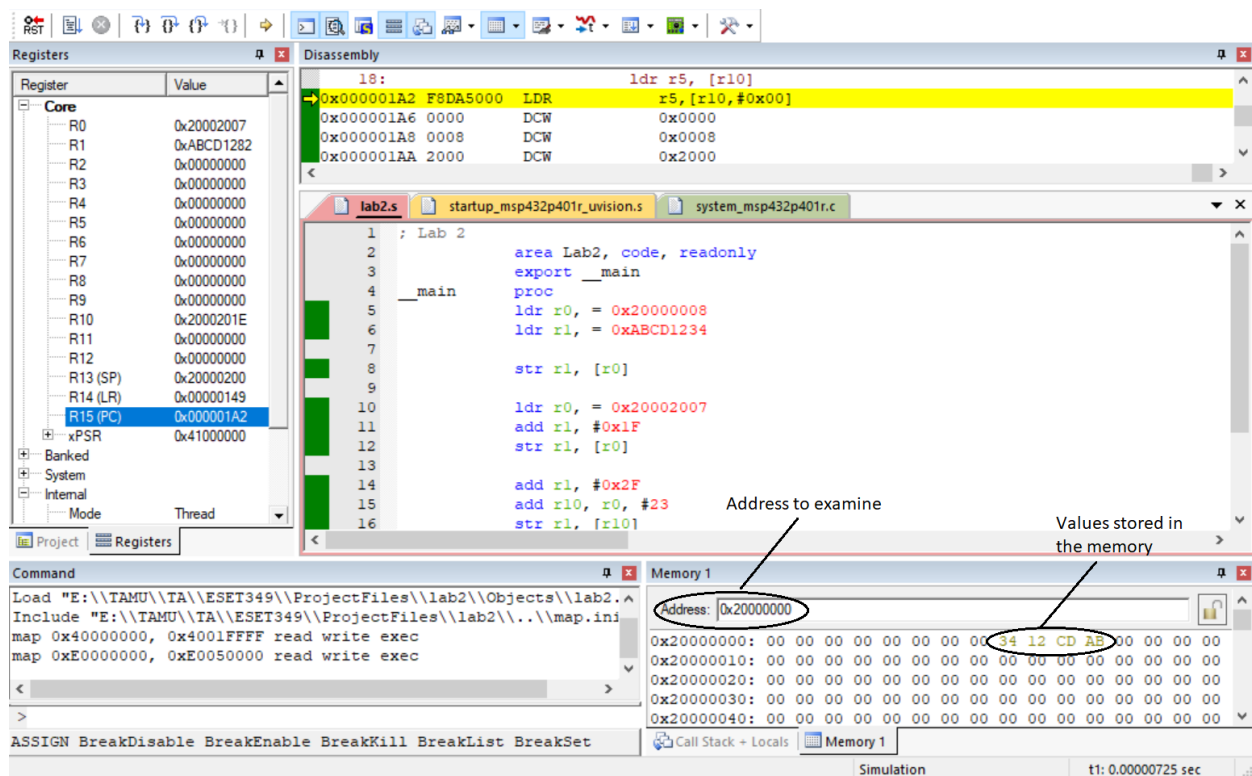 RST
Registers
Register Value
Core
R0 0x20002007
R1 0xABCD1282
R2 0x00000000
R3 0x00000000
R4 0x00000000
R5 0x00000000
R6 0x00000000
R7 0x00000000
R8 0x00000000
R9 0x00000000
R10 0x2000201E
R11 0x00000000
R12 0x00000000
R13 (SP) 0x20000200
R14 (LR) 0x00000149
R15 (PC) 0x000001A2
xPSR 0x41000000
Banked
System
Internal
Mode Thread
Project Registers
Disassembly
18: ldr r5, [r10]
0x000001A2 F8DA5000 LDR r5,[r10,#0x00]
0x000001A6 0000 DCW 0x0000
0x000001A8 0008 DCW 0x0008
0x000001AA 2000 DCW 0x2000
lab2.s startup_msp432p401r_uvision.s system_msp432p401r.c
1 ; Lab 2
2 area Lab2, code, readonly
3 export __main
4 __main proc
5 ldr r0, = 0x20000008
6 ldr r1, = 0xABCD1234
7
8 str r1, [r0]
9
10 ldr r0, = 0x20002007
11 add r1, #0x1F
12 str r1, [r0]
13
14 add r1, #0x2F
15 add r10, r0, #23
16 str r1, [r10]
Address to examine
Values stored in
the memory
Command
Load "E:\\TAMU\\TA\\ESET349\\ProjectFiles\\lab2\\Objects\\lab2.
Include "E:\\TAMU\\TA\\ESET349\\ProjectFiles\\lab2\\..\\map.ini
map 0x40000000, 0x4001FFFF read write exec
map 0xE0000000, 0xE0050000 read write exec
>
ASSIGN BreakDisable BreakEnable BreakKill BreakList BreakSet
Memory 1
Address: 0x20000000
0x20000000: 00 00 00 00 00 00 00 00 34 12 CD AB 00 00 00 00
0x20000010: 00 00 00 00 00 00 00 00 00 00 00 00 00 00 00 00
0x20000020: 00 00 00 00 00 00 00 00 00 00 00 00 00 00 00 00
0x20000030: 00 00 00 00 00 00 00 00 00 00 00 00 00 00 00 00
0x20000040: 00 00 00 00 00 00 00 00 00 00 00 00 00 00 00 00
Call Stack + Locals Memory 1
Simulation t1: 0.00000725 sec